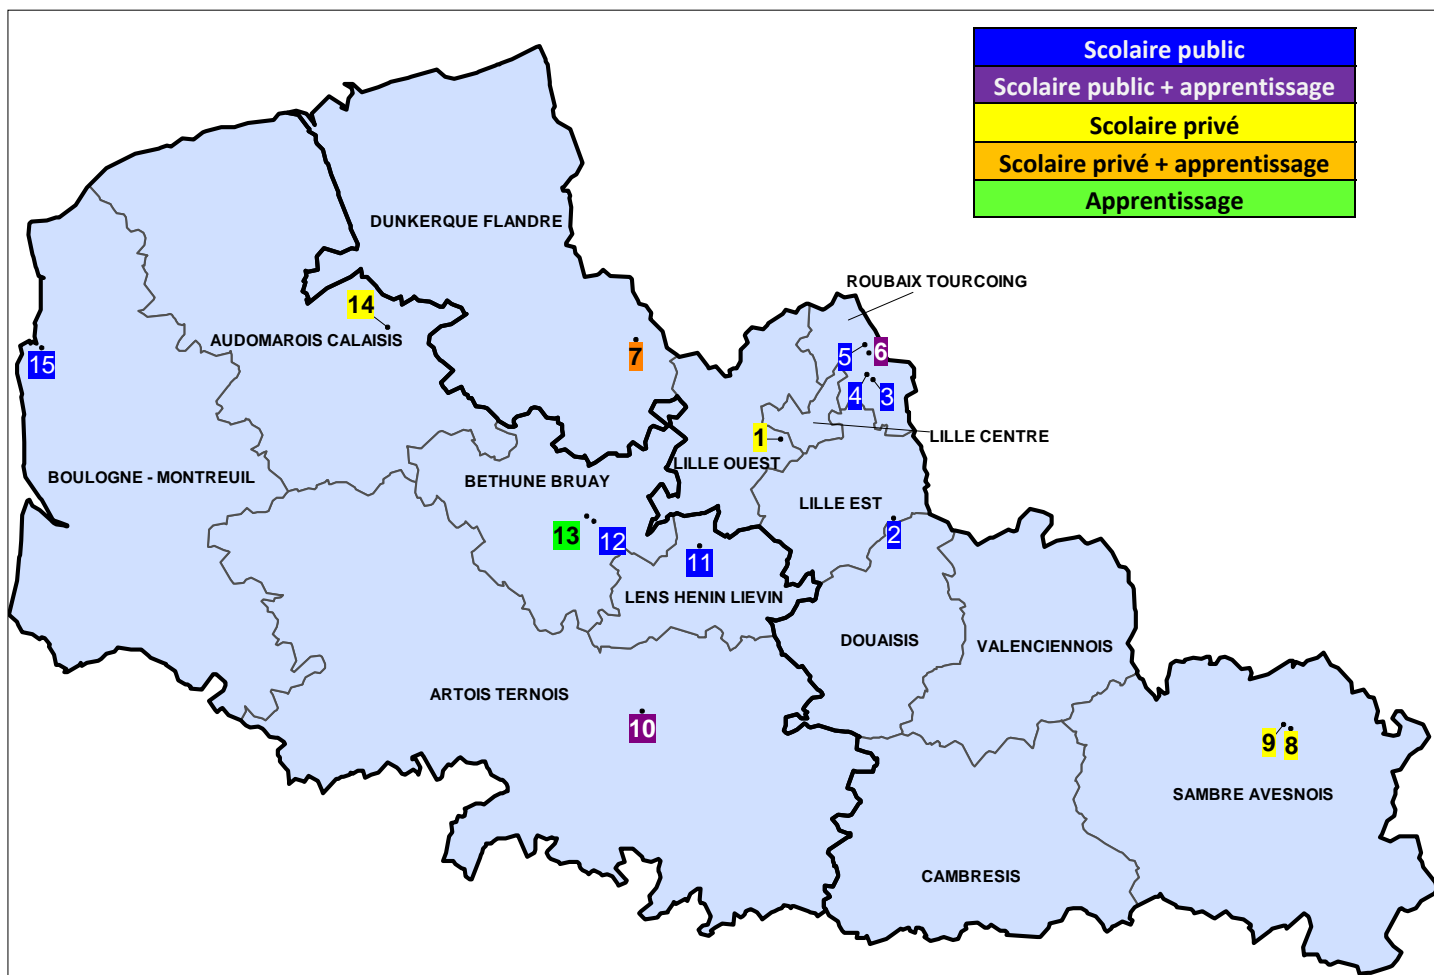 Scolaire public
Scolaire public + apprentissage
Scolaire privé
Scolaire privé + apprentissage
Apprentissage
DUNKERQUE FLANDRE
ROUBAIX TOURCOING
14
AUDOMAROIS CALAISIS
15
7
5
6
4
3
1
LILLE CENTRE
LILLE OUEST
BOULOGNE - MONTREUIL
BETHUNE BRUAY
LILLE EST
13
12
2
11
LENS HENIN LIEVIN
DOUAISIS
VALENCIENNOIS
ARTOIS TERNOIS
10
9
8
SAMBRE AVESNOIS
CAMBRESIS